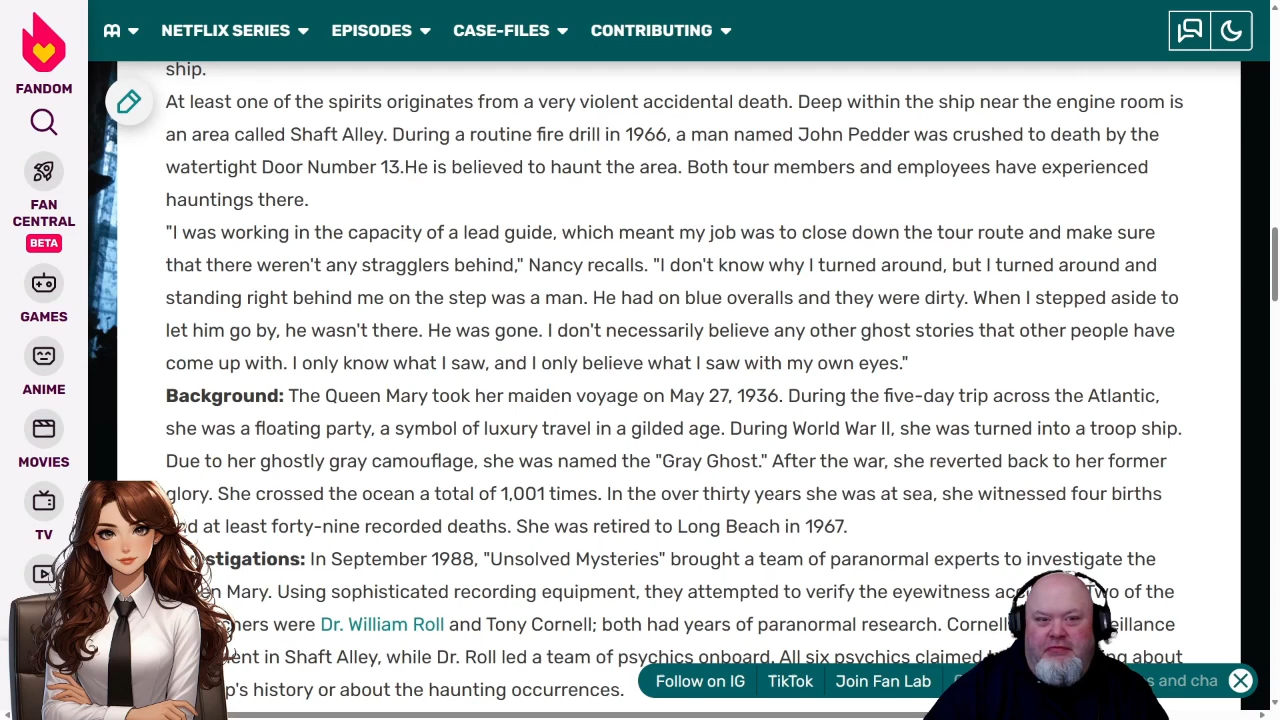 NETFLIX SERIES
EPISODES
CASE-FILES
CONTRIBUTING
FANDOM
FAN
CENTRAL
BETA
GAMES
ANIME
MOVIES
TV
ship.
At least one of the spirits originates from a very violent accidental death. Deep within the ship near the engine room is
an area called Shaft Alley. During a routine fire drill in 1966, a man named John Pedder was crushed to death by the
watertight Door Number 13.He is believed to haunt the area. Both tour members and employees have experienced
hauntings there.
"I was working in the capacity of a lead guide, which meant my job was to close down the tour route and make sure
that there weren't any stragglers behind," Nancy recalls. "I don't know why I turned around, but I turned around and
standing right behind me on the step was a man. He had on blue overalls and they were dirty. When I stepped aside to
let him go by, he wasn't there. He was gone. I don't necessarily believe any other ghost stories that other people have
come up with. I only know what I saw, and I only believe what I saw with my own eyes."
Background: The Queen Mary took her maiden voyage on May 27, 1936. During the five-day trip across the Atlantic,
she was a floating party, a symbol of luxury travel in a gilded age. During World War II, she was turned into a troop ship.
Due to her ghostly gray camouflage, she was named the "Gray Ghost." After the war, she reverted back to her former
glory. She crossed the ocean a total of 1,001 times. In the over thirty years she was at sea, she witnessed four births
at least forty-nine recorded deaths. She was retired to Long Beach in 1967.
In September 1988, "Unsolved Mysteries" brought a team of paranormal experts to investigate the
Mary. Using sophisticated recording equipment, they attempted to verify the eyewitness Two of the
were Dr. William Roll and Tony Cornell; both had years of paranormal research.
in Shaft Alley, while Dr. Roll led a team of psychics onboard. All six psychics claimed about
history or about the haunting occurrences.
Follow on IG
TikTok
Join Fan Lab